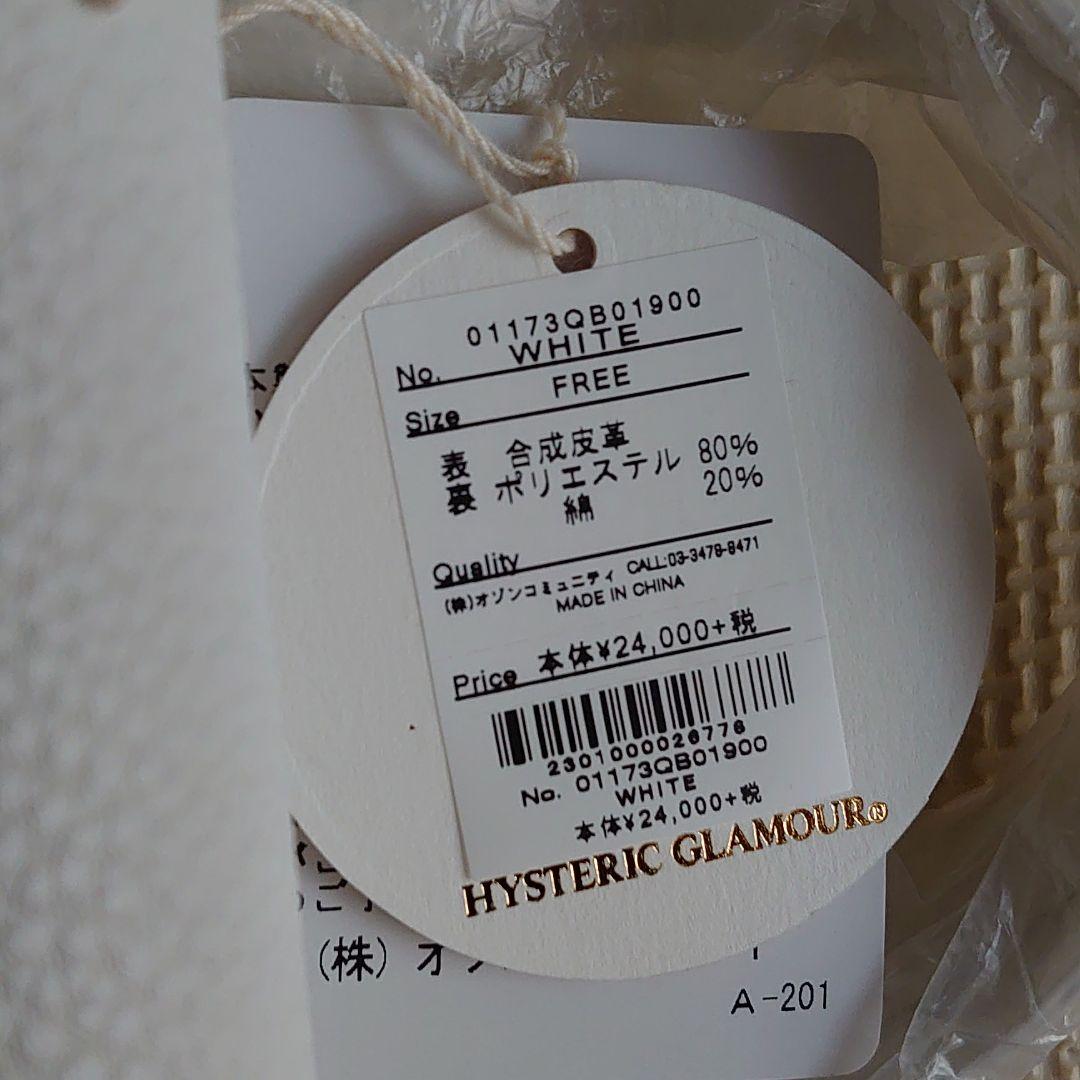 01173QB01900
No. WHITE
Size FREE
表 合成皮革
裏 ポリエステル 80%
綿 20%
Quality
(株)オゾンコミュニティ CALL:03-3478-8471
MADE IN CHINA
Price 本体¥24,000+税
2301000026776
No. 01173QB01900
WHITE
本体¥24,000+税
HYSTERIC GLAMOUR®
(株) オ
A-201